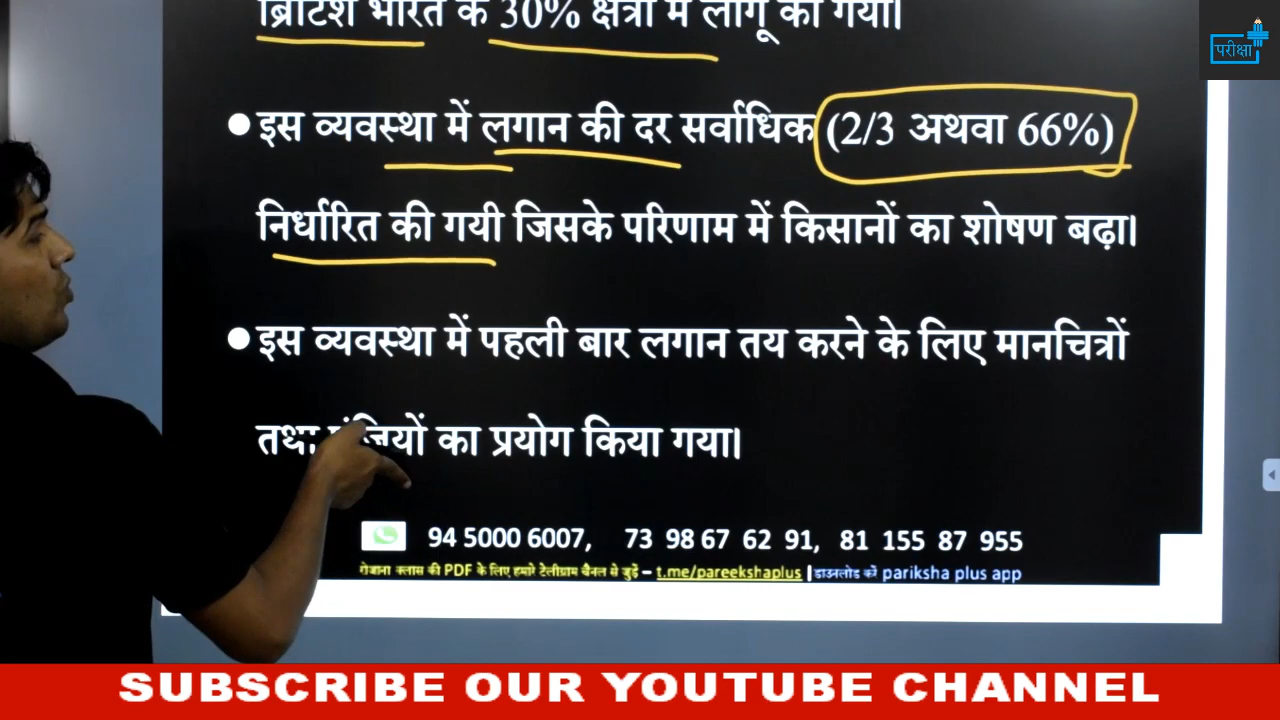 परीक्षा
ब्रिटिश भारत के 30% क्षेत्रों में लागू की गयी।
● इस व्यवस्था में लगान की दर सर्वाधिक (2/3 अथवा 66%)
निर्धारित की गयी जिसके परिणाम में किसानों का शोषण बढ़ा।
● इस व्यवस्था में पहली बार लगान तय करने के लिए मानचित्रों
तथा का प्रयोग किया गया।
94 5000 6007, 73 98 67 62 91, 81 155 87 955
रोजाना क्लास की PDF के लिए हमारे टेलीग्राम चैनल से जुड़ें – t.me/pareekshaplus | डाउनलोड करें pariksha plus app
SUBSCRIBE OUR YOUTUBE CHANNEL